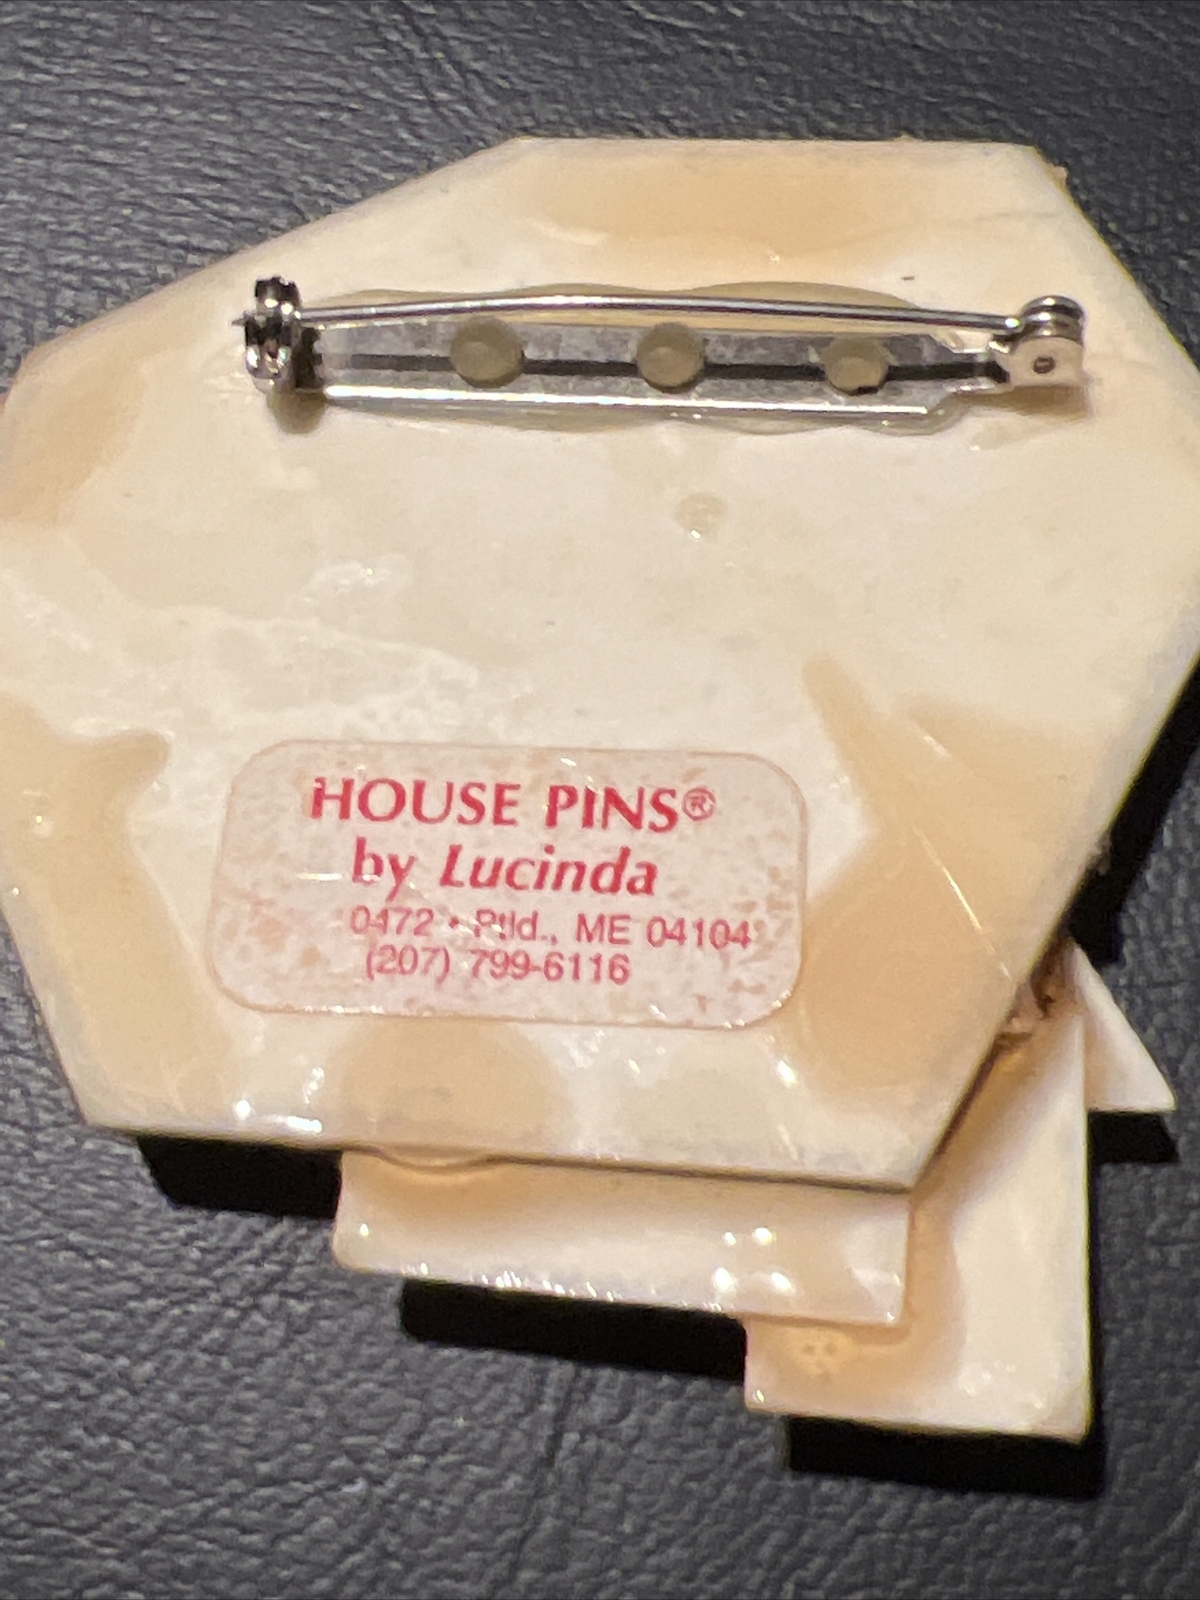 HOUSE PINS®
by Lucinda
0472 • Ptld., ME 04104
(207) 799-6116